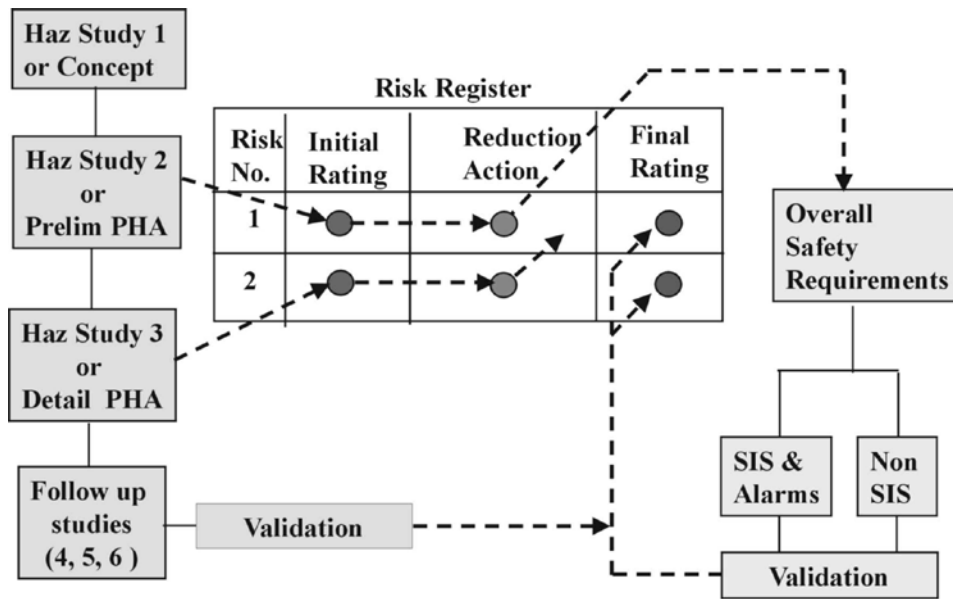 Haz Study 1
or Concept
Haz Study 2
or
Prelim PHA
Haz Study 3
or
Detail PHA
Follow up
studies
(4, 5, 6 )
Validation
Risk Register
Risk
No.
Initial
Rating
Reduction
Action
Final
Rating
1
2
Overall
Safety
Requirements
SIS &
Alarms
Non
SIS
Validation